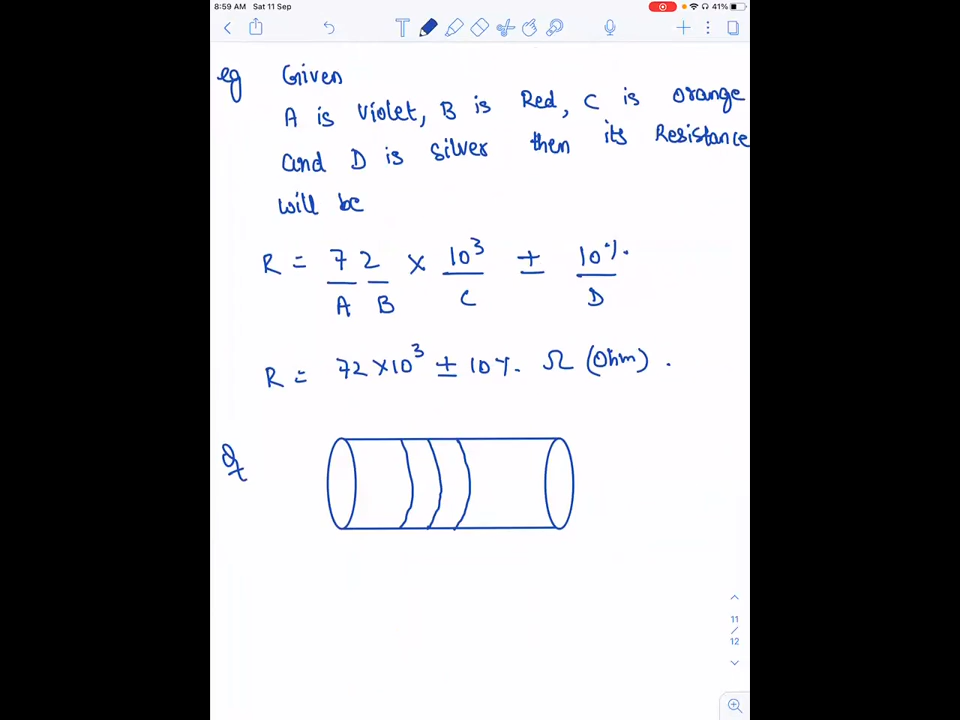 8:59 AM Sat 11 Sep
41%
eg Given
A is Violet, B is Red, C is orange
and D is silver then its Resistance
will be
R = 7 2 × 10³ ± 10%.
A B C D
R = 72×10³ ± 10%. Ω (Ohm).
Q
11
/
12